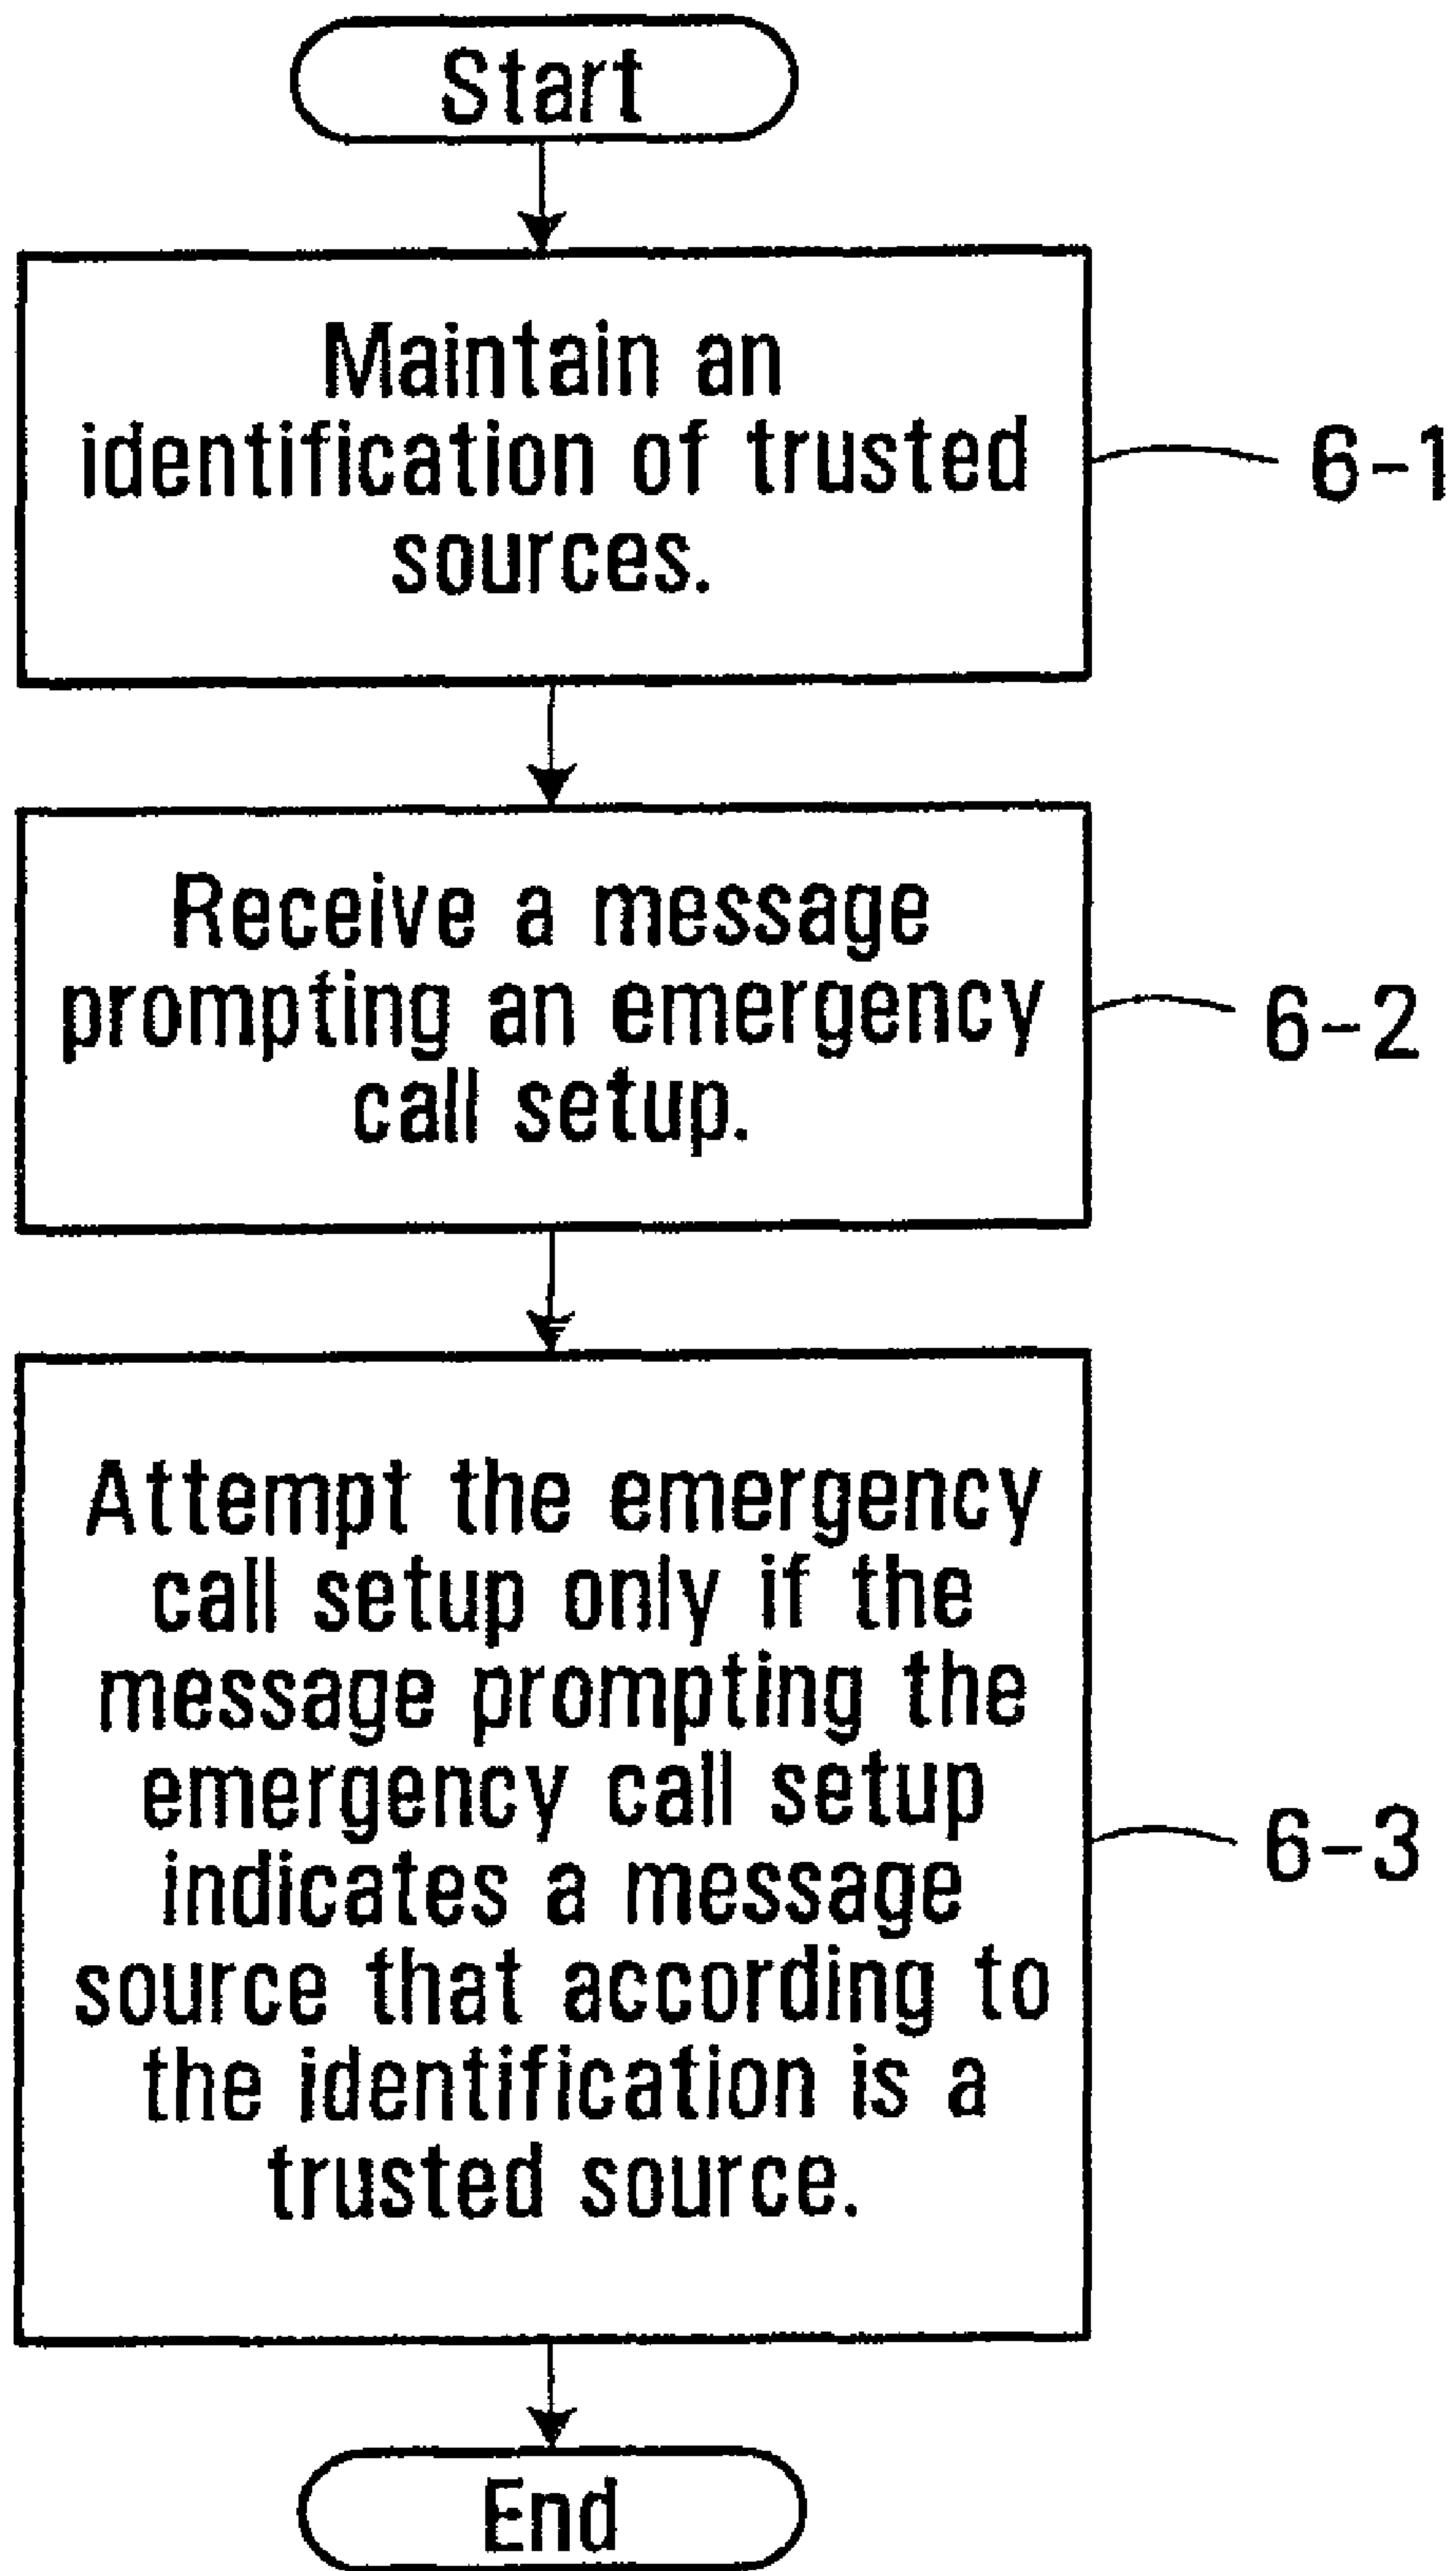 Start
Maintain an
identification of trusted
sources.
6-1
Receive a message
prompting an emergency
call setup.
6-2
Attempt the emergency
call setup only if the
message prompting the
emergency call setup
indicates a message
source that according to
the identification is a
trusted source.
6-3
End